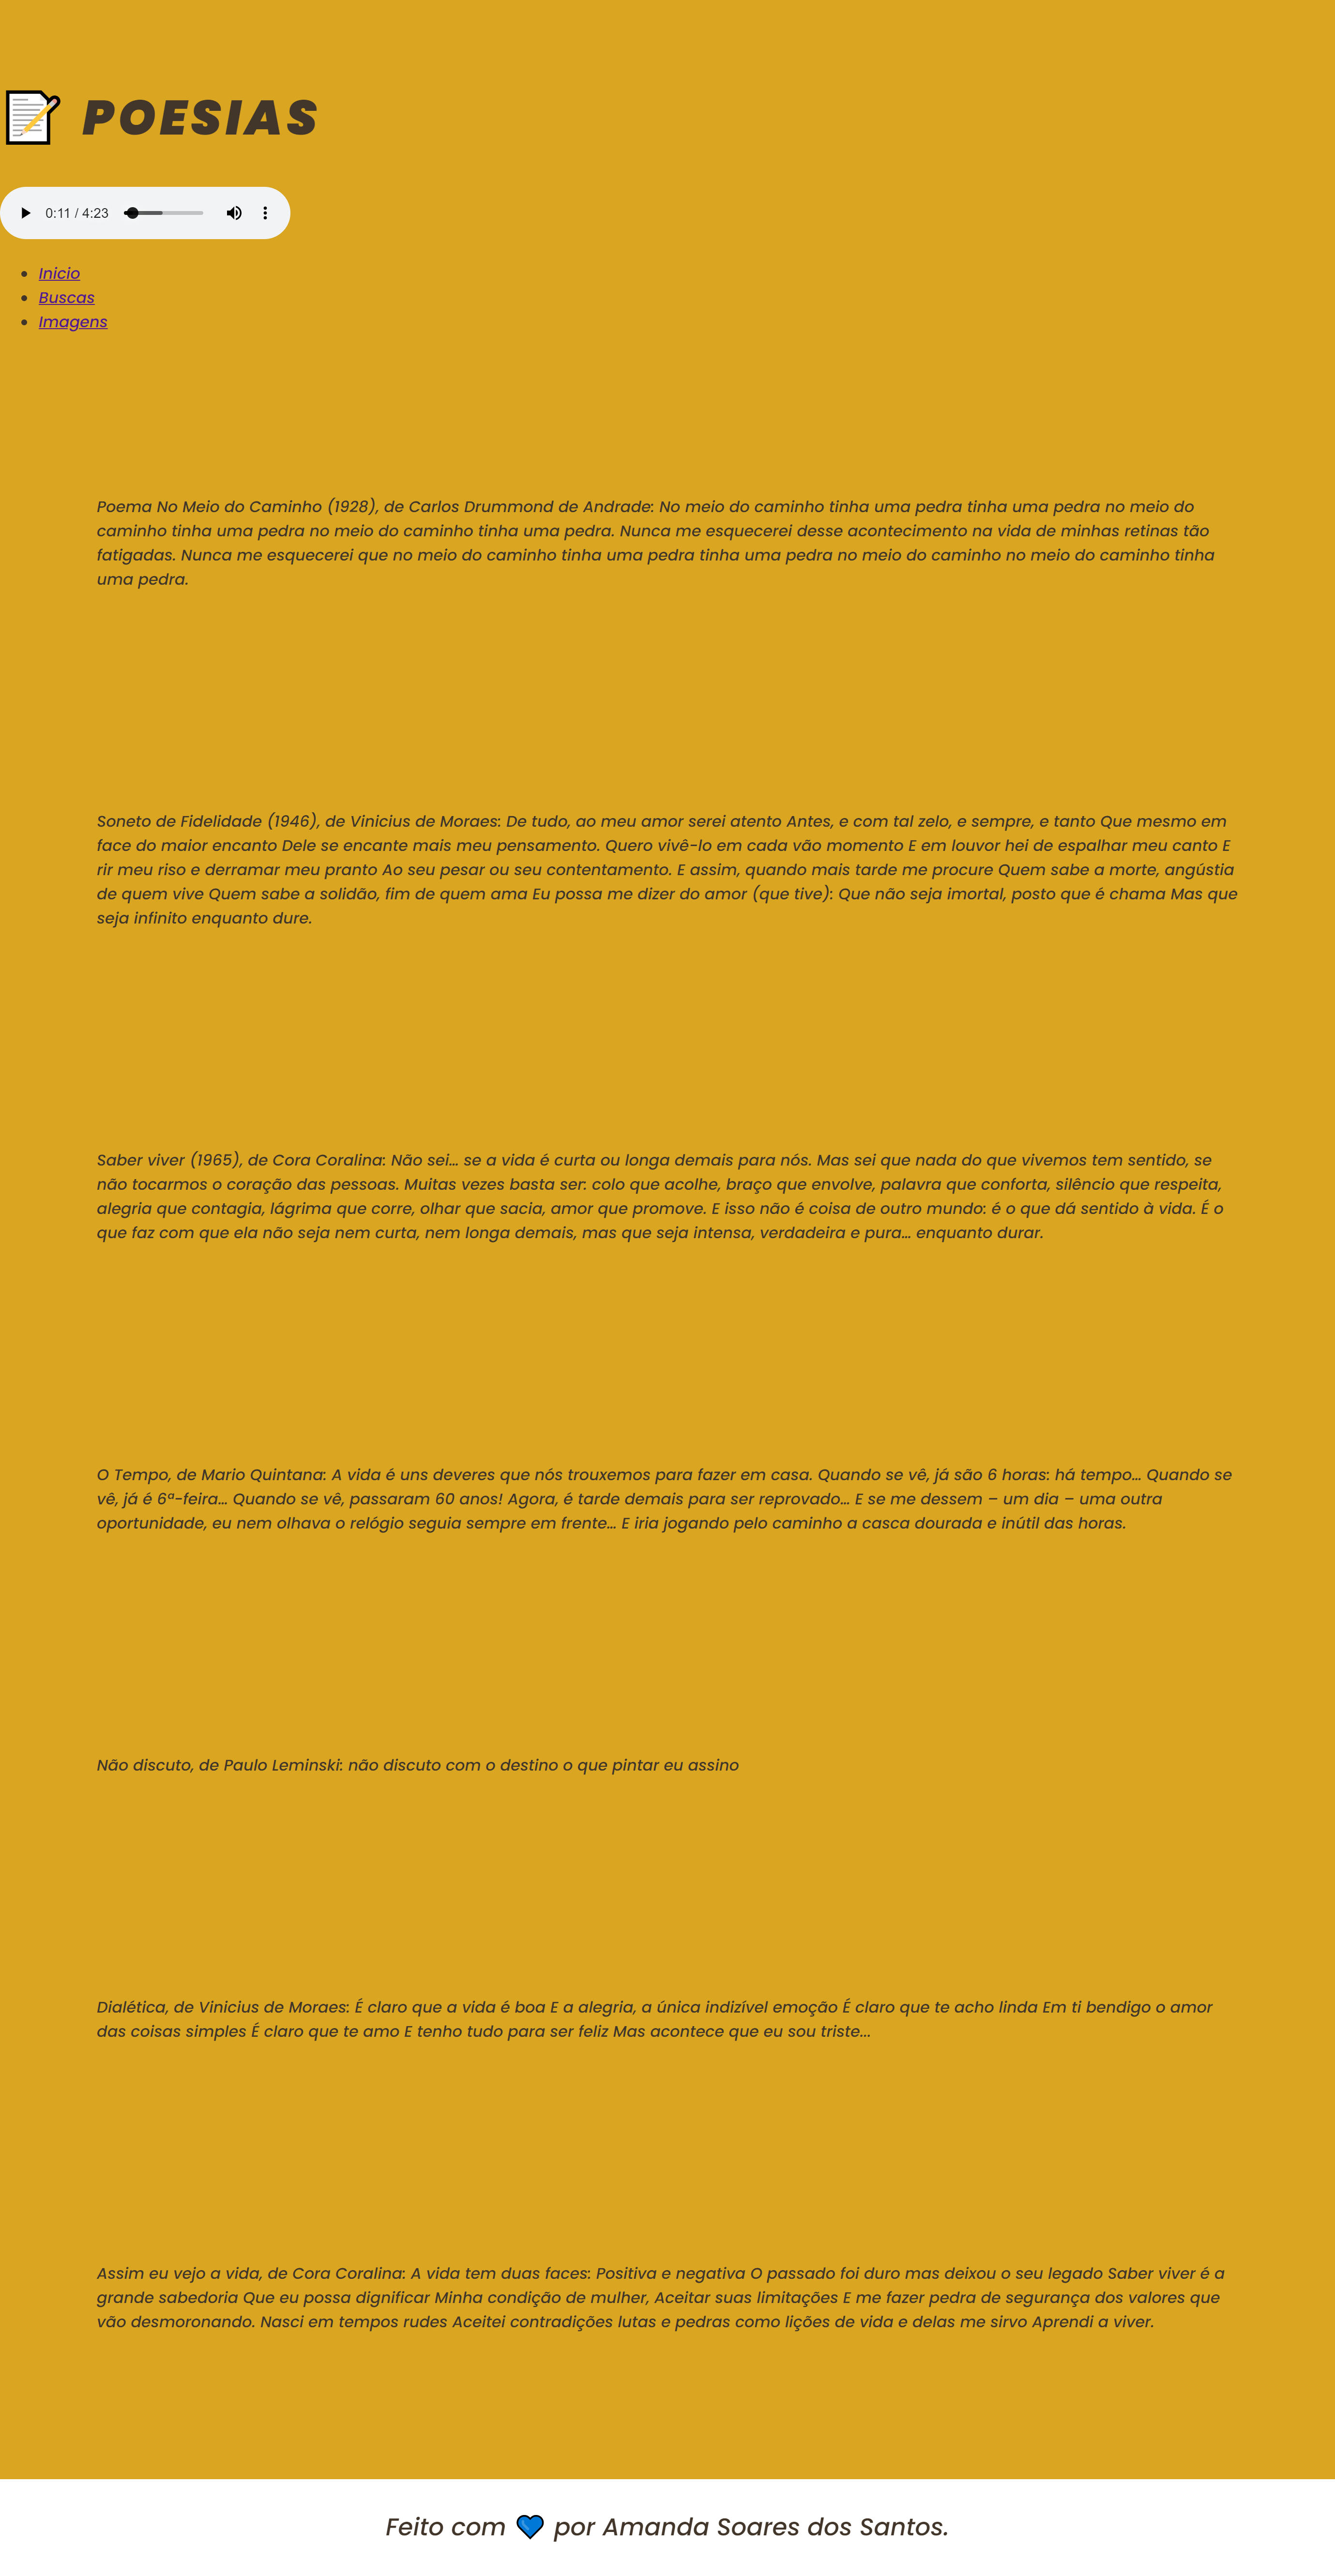 POESIAS
0:11 / 4:23
Inicio
Buscas
Imagens
Poema No Meio do Caminho (1928), de Carlos Drummond de Andrade: No meio do caminho tinha uma pedra tinha uma pedra no meio do
caminho tinha uma pedra no meio do caminho tinha uma pedra. Nunca me esquecerei desse acontecimento na vida de minhas retinas tão
fatigadas. Nunca me esquecerei que no meio do caminho tinha uma pedra tinha uma pedra no meio do caminho no meio do caminho tinha
uma pedra.
Soneto de Fidelidade (1946), de Vinicius de Moraes: De tudo, ao meu amor serei atento Antes, e com tal zelo, e sempre, e tanto Que mesmo em
face do maior encanto Dele se encante mais meu pensamento. Quero vivê-lo em cada vão momento E em louvor hei de espalhar meu canto E
rir meu riso e derramar meu pranto Ao seu pesar ou seu contentamento. E assim, quando mais tarde me procure Quem sabe a morte, angústia
de quem vive Quem sabe a solidão, fim de quem ama Eu possa me dizer do amor (que tive): Que não seja imortal, posto que é chama Mas que
seja infinito enquanto dure.
Saber viver (1965), de Cora Coralina: Não sei… se a vida é curta ou longa demais para nós. Mas sei que nada do que vivemos tem sentido, se
não tocarmos o coração das pessoas. Muitas vezes basta ser: colo que acolhe, braço que envolve, palavra que conforta, silêncio que respeita,
alegria que contagia, lágrima que corre, olhar que sacia, amor que promove. E isso não é coisa de outro mundo: é o que dá sentido à vida. É o
que faz com que ela não seja nem curta, nem longa demais, mas que seja intensa, verdadeira e pura… enquanto durar.
O Tempo, de Mario Quintana: A vida é uns deveres que nós trouxemos para fazer em casa. Quando se vê, já são 6 horas: há tempo… Quando se
vê, já é 6ª-feira… Quando se vê, passaram 60 anos! Agora, é tarde demais para ser reprovado… E se me dessem – um dia – uma outra
oportunidade, eu nem olhava o relógio seguia sempre em frente… E iria jogando pelo caminho a casca dourada e inútil das horas.
Não discuto, de Paulo Leminski: não discuto com o destino o que pintar eu assino
Dialética, de Vinicius de Moraes: É claro que a vida é boa E a alegria, a única indizível emoção É claro que te acho linda Em ti bendigo o amor
das coisas simples É claro que te amo E tenho tudo para ser feliz Mas acontece que eu sou triste...
Assim eu vejo a vida, de Cora Coralina: A vida tem duas faces: Positiva e negativa O passado foi duro mas deixou o seu legado Saber viver é a
grande sabedoria Que eu possa dignificar Minha condição de mulher, Aceitar suas limitações E me fazer pedra de segurança dos valores que
vão desmoronando. Nasci em tempos rudes Aceitei contradições lutas e pedras como lições de vida e delas me sirvo Aprendi a viver.
Feito com 💙 por Amanda Soares dos Santos.